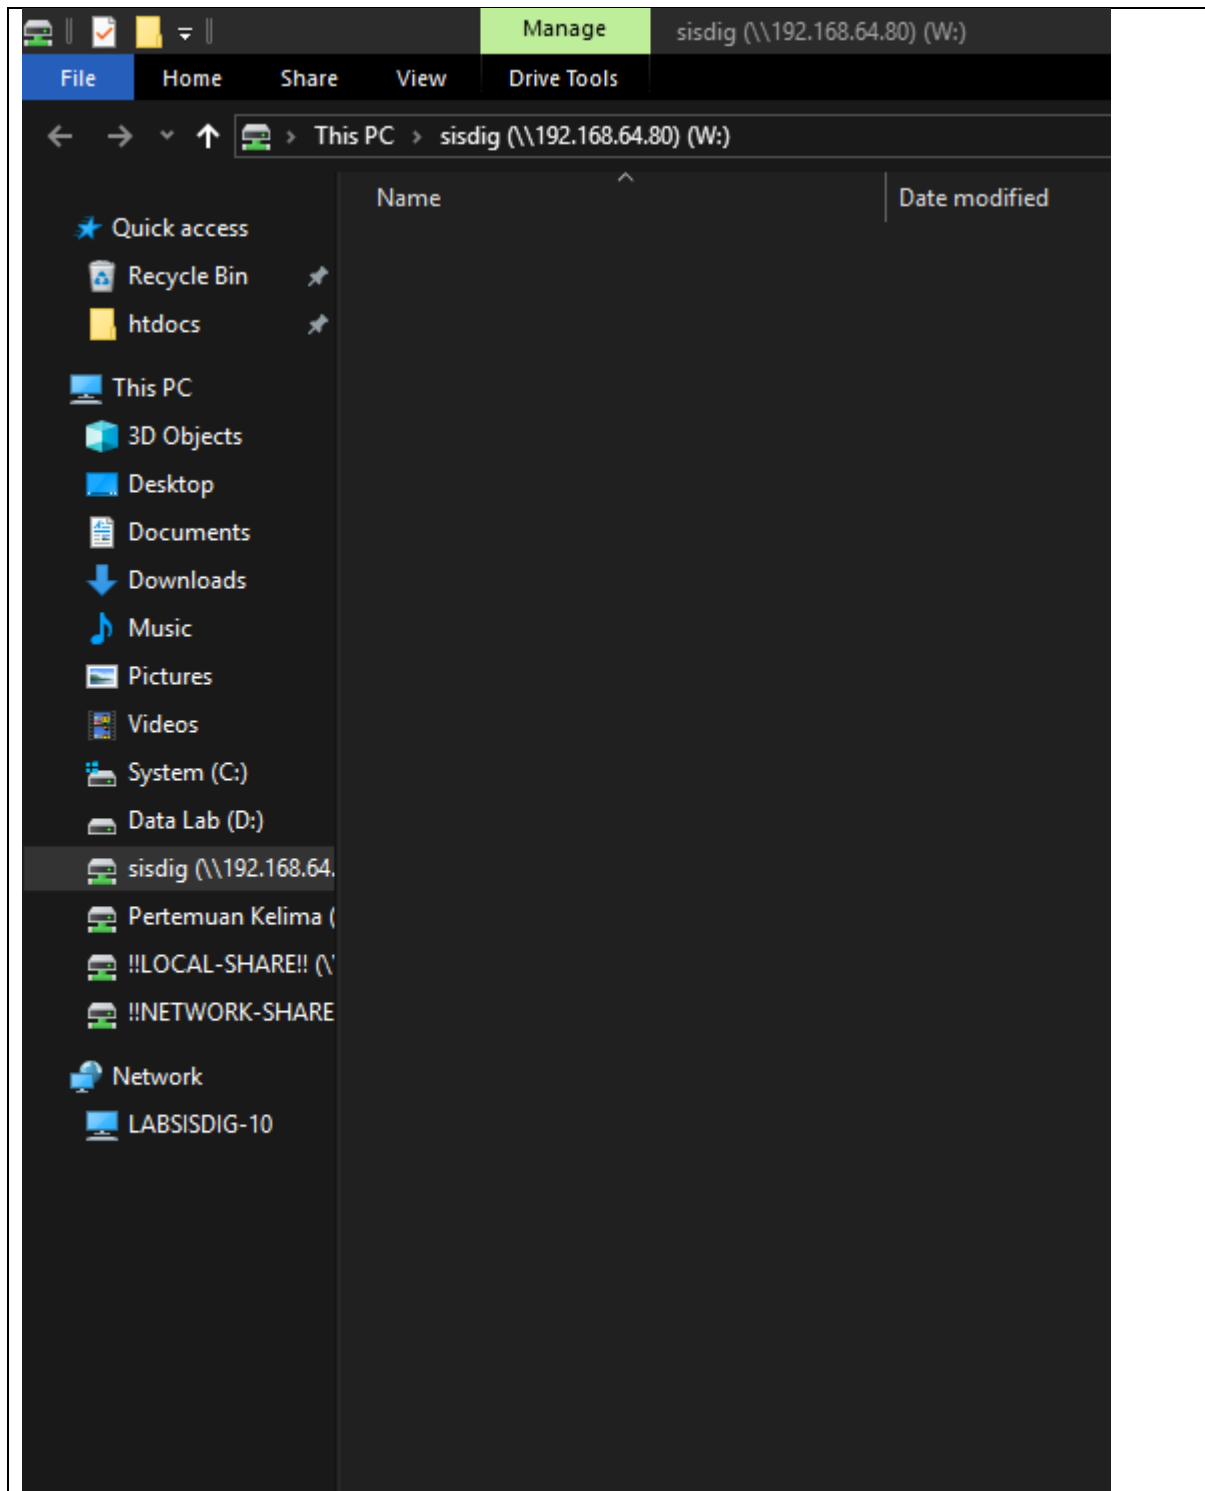 Manage sisdig (\\192.168.64.80) (W:)
File Home Share View Drive Tools
This PC › sisdig (\\192.168.64.80) (W:)
Name Date modified
Quick access
Recycle Bin
htdocs
This PC
3D Objects
Desktop
Documents
Downloads
Music
Pictures
Videos
System (C:)
Data Lab (D:)
sisdig (\\192.168.64.
Pertemuan Kelima (
!!LOCAL-SHARE!! (\
!!NETWORK-SHARE
Network
LABSISDIG-10